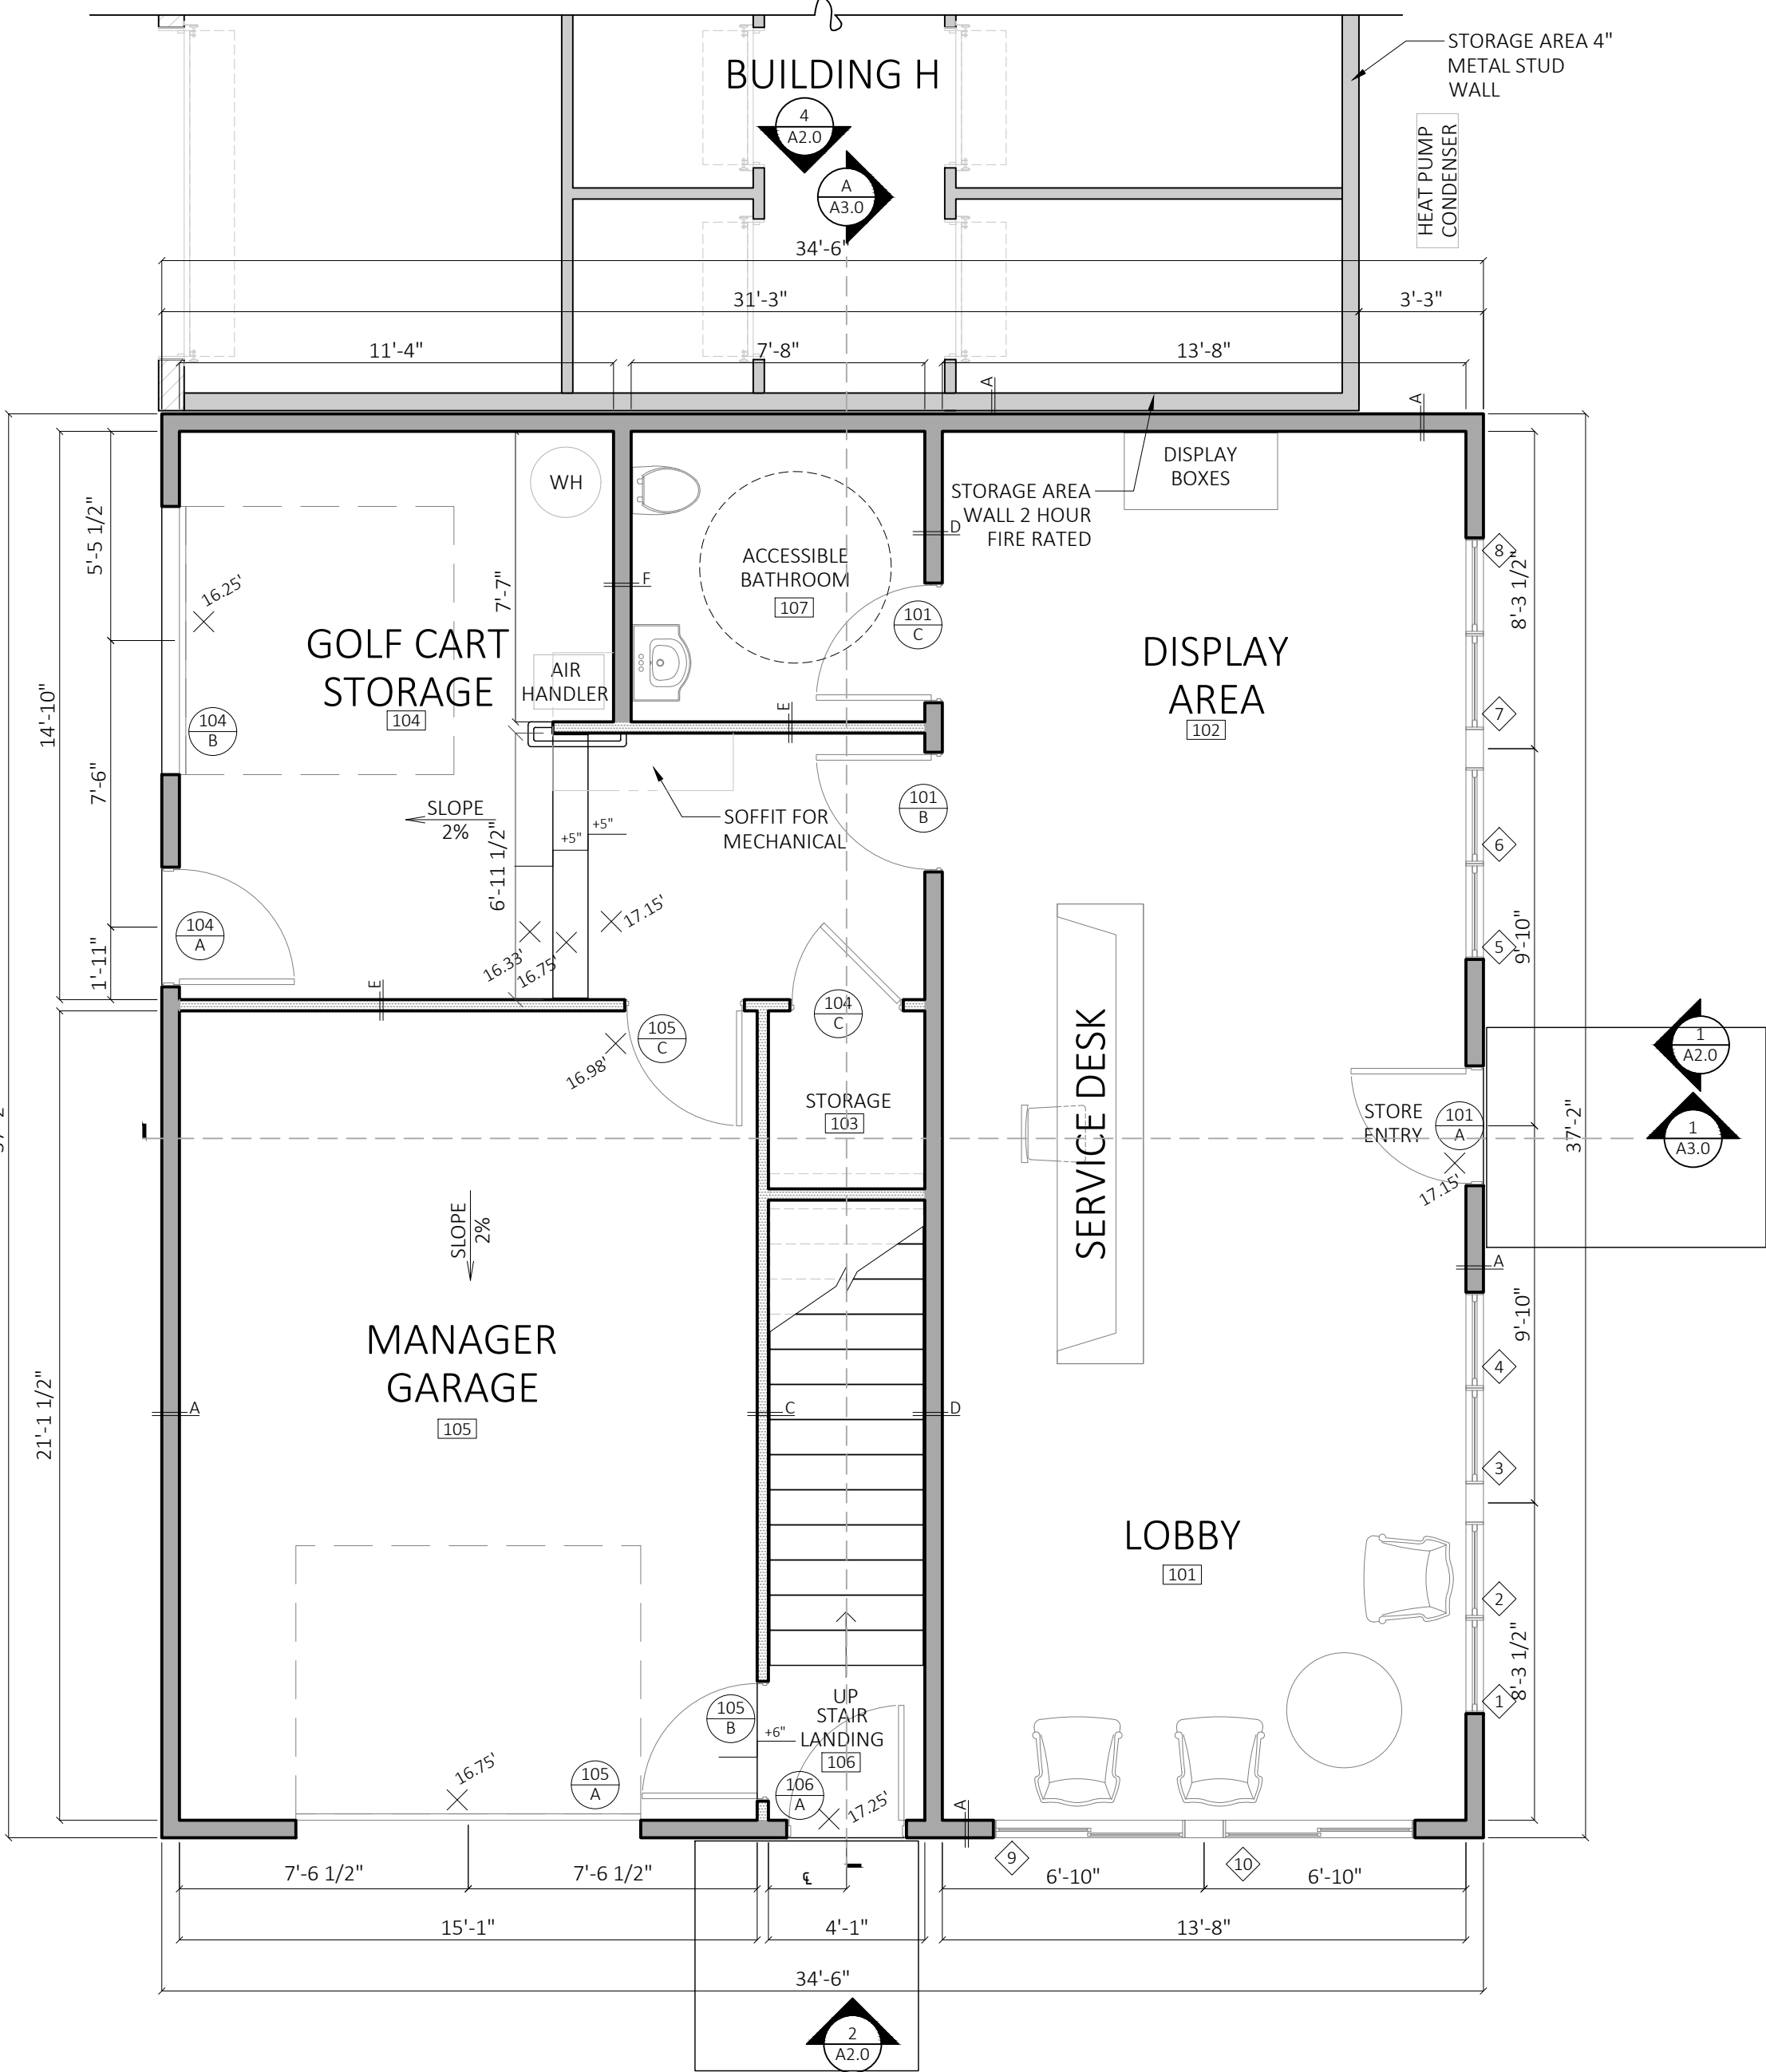 BUILDING H
4
A2.0
A
A3.0
STORAGE AREA 4"
METAL STUD
WALL
HEAT PUMP
CONDENSER
34'-6"
31'-3"
3'-3"
11'-4"
7'-8"
13'-8"
A
A
WH
DISPLAY
BOXES
STORAGE AREA
WALL 2 HOUR
FIRE RATED
D
5'-5 1/2"
16.25'
7'-7"
F
ACCESSIBLE
BATHROOM
107
101
C
8
8'-3 1/2"
GOLF CART
STORAGE
104
AIR
HANDLER
DISPLAY
AREA
102
14'-10"
104
B
E
7
7'-6"
SLOPE
2%
6'-11 1/2"
+5"
+5"
SOFFIT FOR
MECHANICAL
101
B
6
104
A
1'-11"
16.33'
16.75'
17.15'
5
9'-10"
E
105
C
16.98'
104
C
STORAGE
103
SERVICE DESK
STORE
ENTRY
101
A
17.15'
37'-2"
1
A2.0
1
A3.0
SLOPE
2%
A
MANAGER
GARAGE
105
21'-1 1/2"
A
C
D
9'-10"
4
3
LOBBY
101
2
8'-3 1/2"
1
105
B
+6"
UP
STAIR
LANDING
106
16.75'
105
A
106
A
17.25'
A
9
10
7'-6 1/2"
7'-6 1/2"
℄
6'-10"
6'-10"
15'-1"
4'-1"
13'-8"
34'-6"
2
A2.0